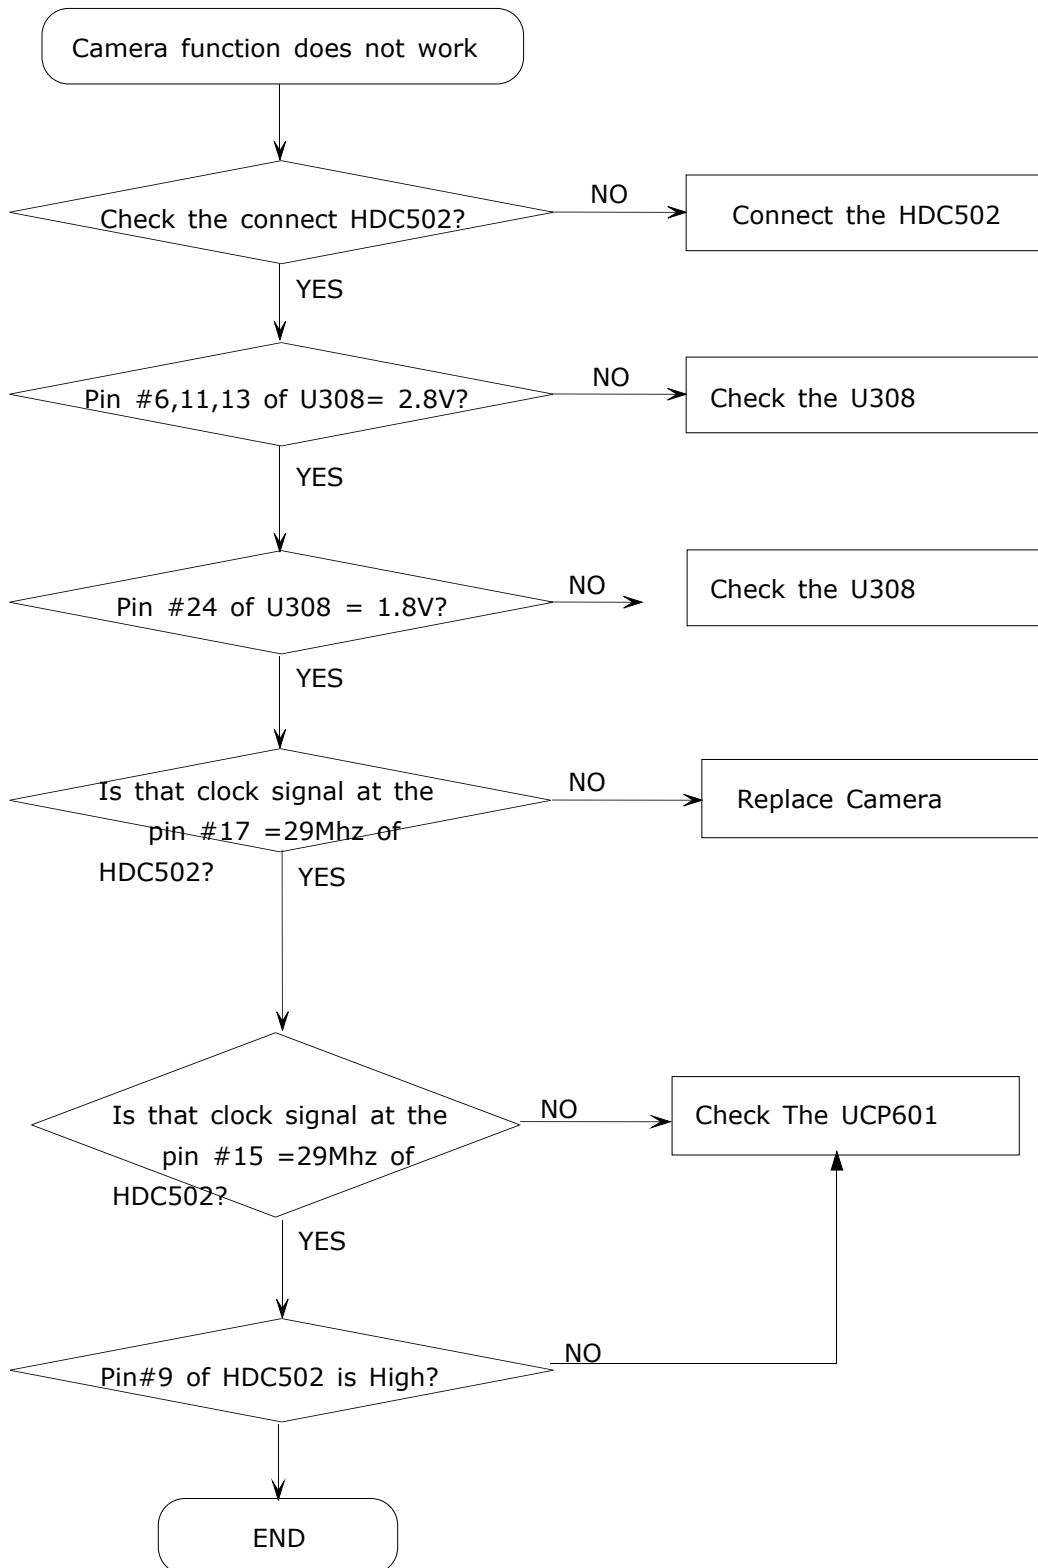 Camera function does not work
Check the connect HDC502?
NO
Connect the HDC502
YES
Pin #6,11,13 of U308= 2.8V?
NO
Check the U308
YES
Pin #24 of U308 = 1.8V?
NO
Check the U308
YES
Is that clock signal at the
pin #17 =29Mhz of
HDC502?
NO
Replace Camera
YES
Is that clock signal at the
pin #15 =29Mhz of
HDC502?
NO
Check The UCP601
YES
Pin#9 of HDC502 is High?
NO
END